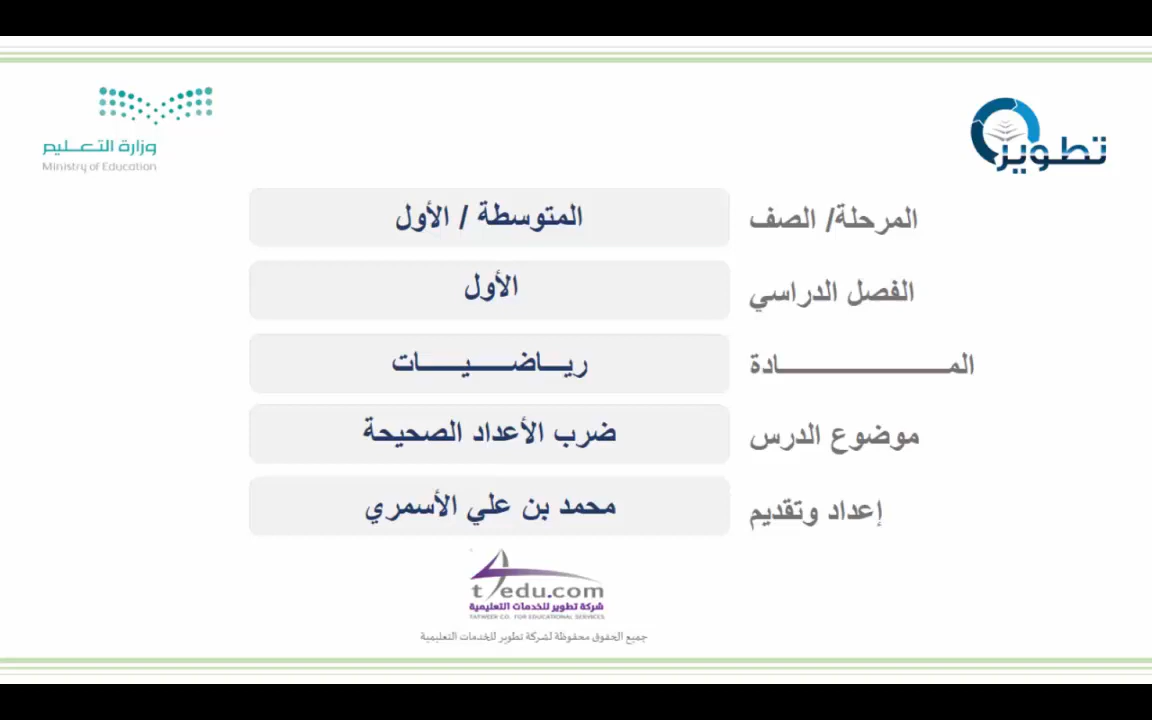 وزارة التعليم
Ministry of Education
تطوير
المرحلة/ الصف المتوسطة / الأول
الفصل الدراسي الأول
المـــــــــــــادة ريـــاضـــــيـــــات
موضوع الدرس ضرب الأعداد الصحيحة
إعداد وتقديم محمد بن علي الأسمري
t4edu.com
شركة تطوير للخدمات التعليمية
TATWEER CO. FOR EDUCATIONAL SERVICES
جميع الحقوق محفوظة لشركة تطوير للخدمات التعليمية